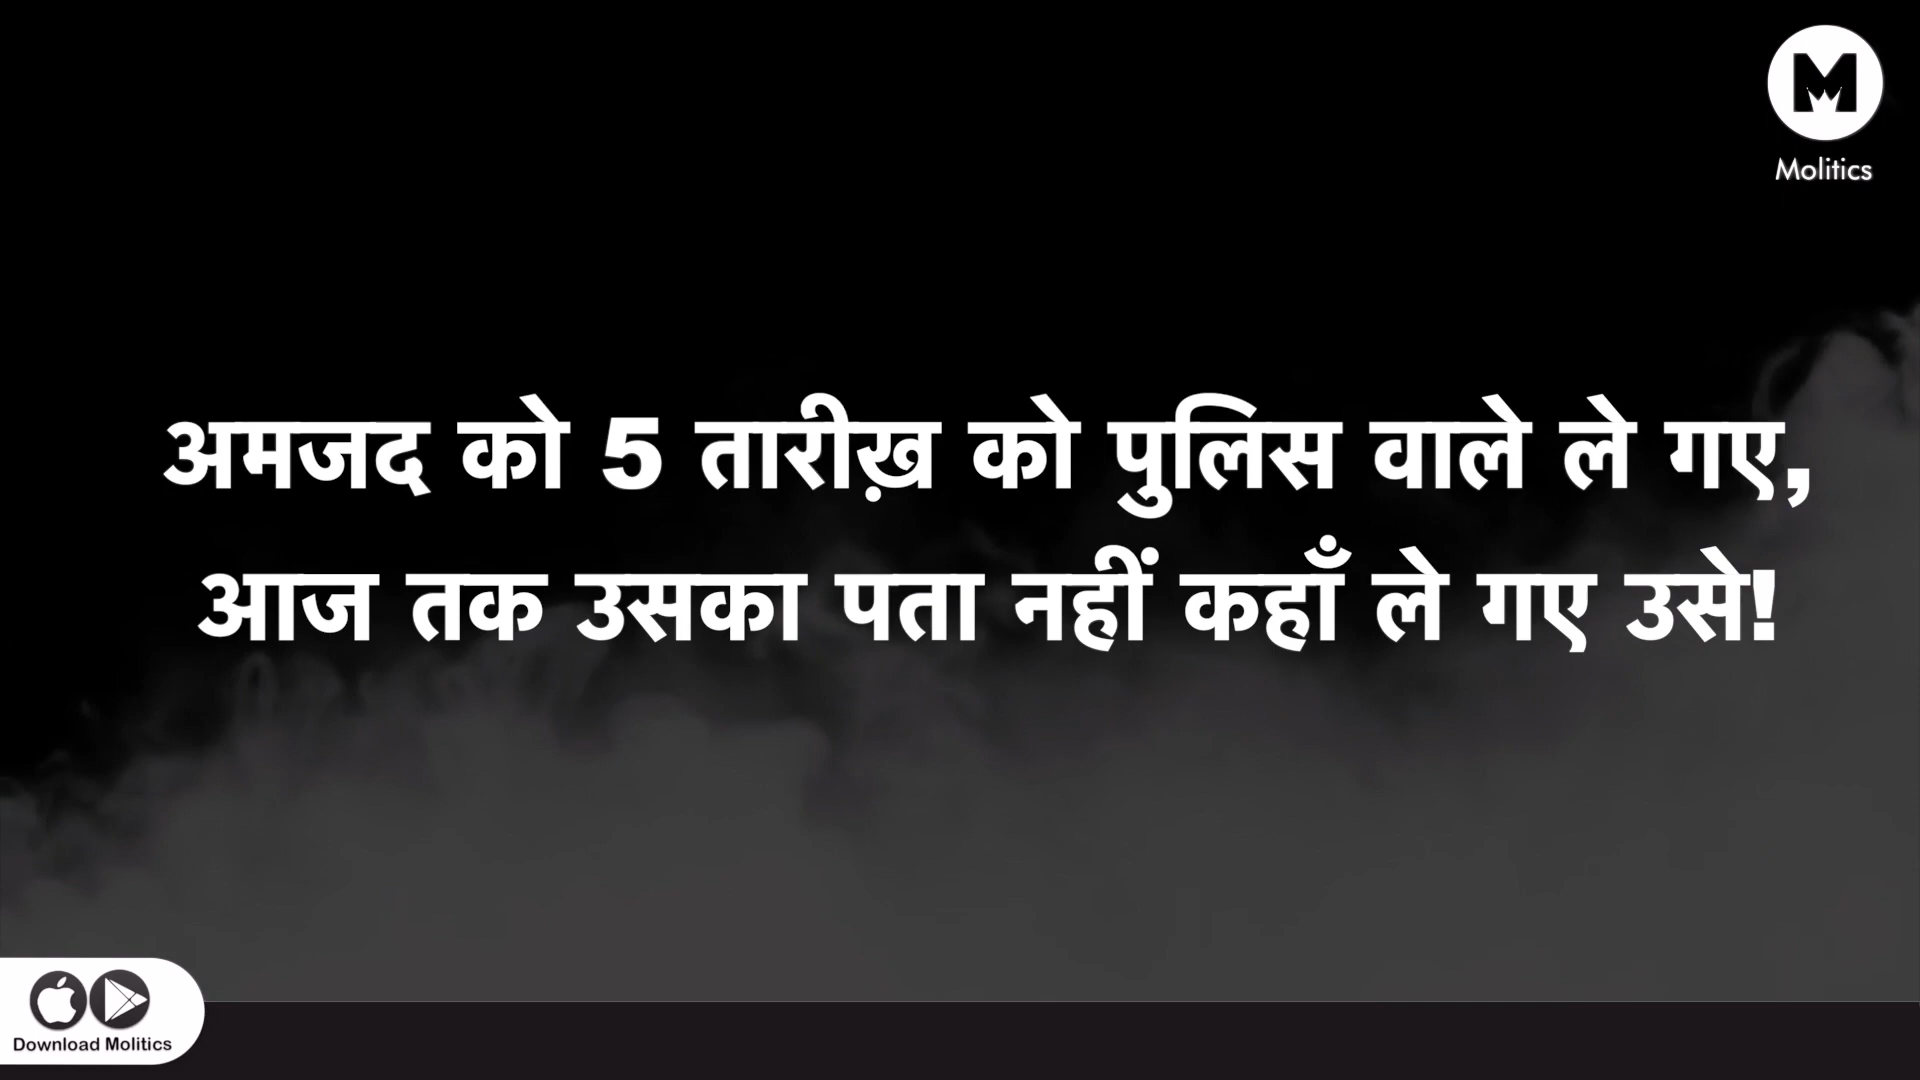 Molitics
अमजद को 5 तारीख़ को पुलिस वाले ले गए,
आज तक उसका पता नहीं कहाँ ले गए उसे!
Download Molitics